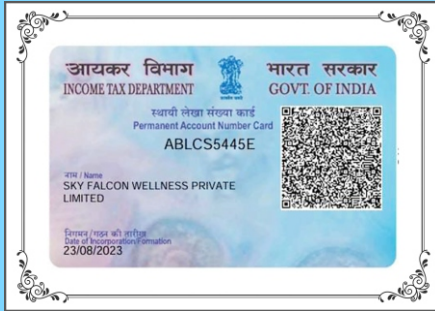 आयकर विभाग
INCOME TAX DEPARTMENT
भारत सरकार
GOVT. OF INDIA
स्थायी लेखा संख्या कार्ड
Permanent Account Number Card
ABLCS5445E
नाम / Name
SKY FALCON WELLNESS PRIVATE
LIMITED
निगमन/गठन की तारीख
Date of Incorporation/Formation
23/08/2023